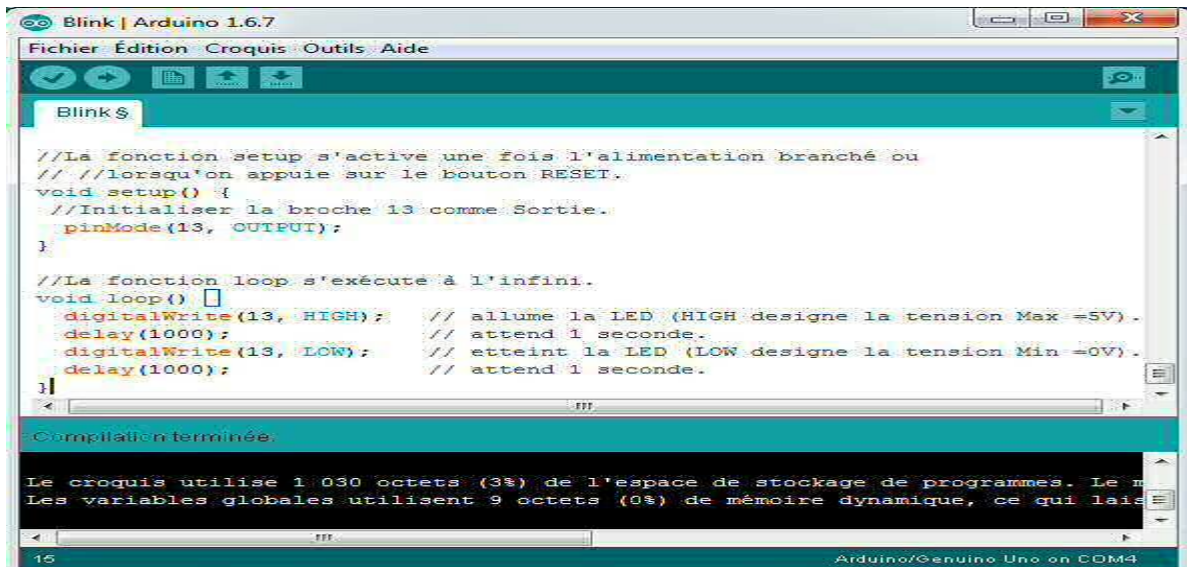 Blink | Arduino 1.6.7
Fichier Édition Croquis Outils Aide
Blink §
//La fonction setup s'active une fois l'alimentation branché ou
// //lorsqu'on appuie sur le bouton RESET.
void setup() {
//Initialiser la broche 13 comme Sortie.
pinMode(13, OUTPUT);
}
//La fonction loop s'exécute à l'infini.
void loop()
digitalWrite(13, HIGH); // allume la LED (HIGH designe la tension Max =5V).
delay(1000); // attend 1 seconde.
digitalWrite(13, LOW); // etteint la LED (LOW designe la tension Min =0V).
delay(1000); // attend 1 seconde.
}
Compilation terminée.
Le croquis utilise 1 030 octets (3%) de l'espace de stockage de programmes. Le m
Les variables globales utilisent 9 octets (0%) de mémoire dynamique, ce qui lais
15 Arduino/Genuino Uno on COM4